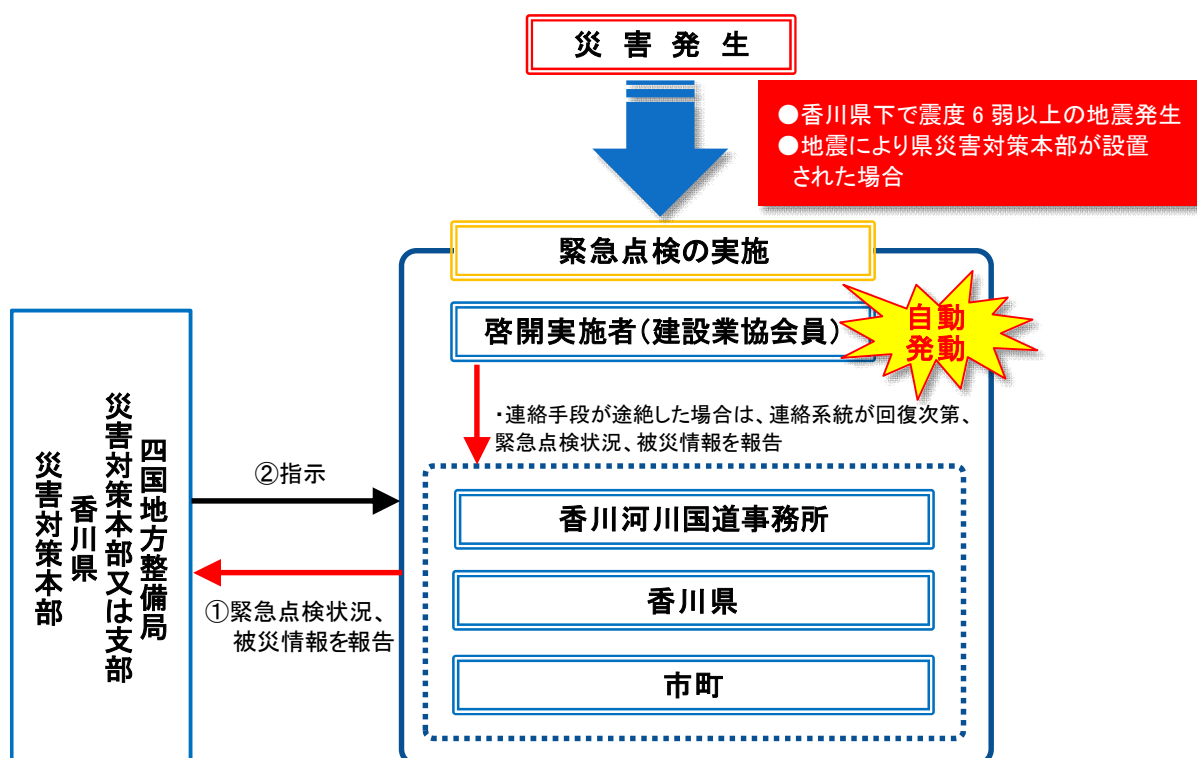 災害発生
●香川県下で震度6弱以上の地震発生
●地震により県災害対策本部が設置
された場合
緊急点検の実施
啓開実施者(建設業協会員)
自動
発動
・連絡手段が途絶した場合は、連絡系統が回復次第、
緊急点検状況、被災情報を報告
四国地方整備局
災害対策本部又は支部
香川県
災害対策本部
②指示
①緊急点検状況、
被災情報を報告
香川河川国道事務所
香川県
市町